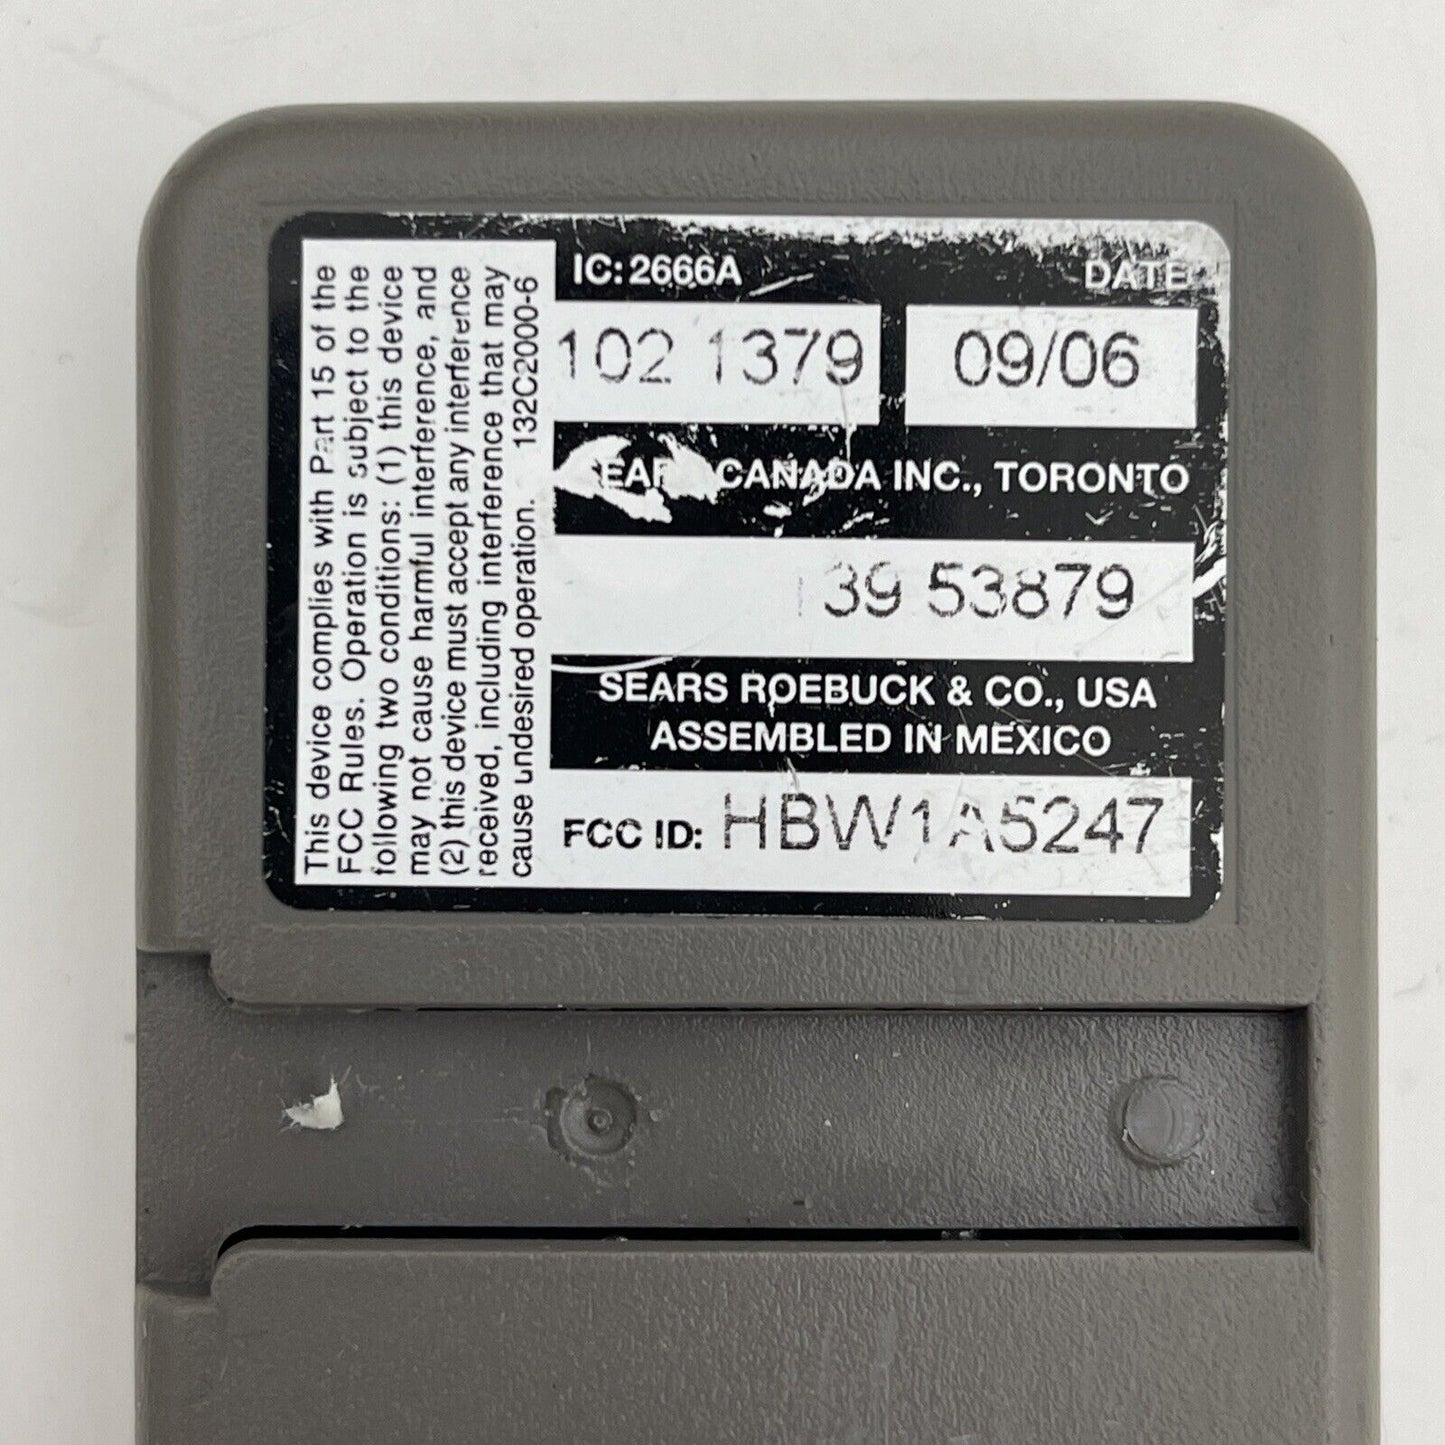 This device complies with Part 15 of the
FCC Rules. Operation is subject to the
following two conditions: (1) this device
may not cause harmful interference, and
(2) this device must accept any interference
received, including interference that may
cause undesired operation. 132C2000-6
IC: 2666A
DATE
102 1379
09/06
SEARS CANADA INC., TORONTO
139 53879
SEARS ROEBUCK & CO., USA
ASSEMBLED IN MEXICO
FCC ID: HBW1A5247